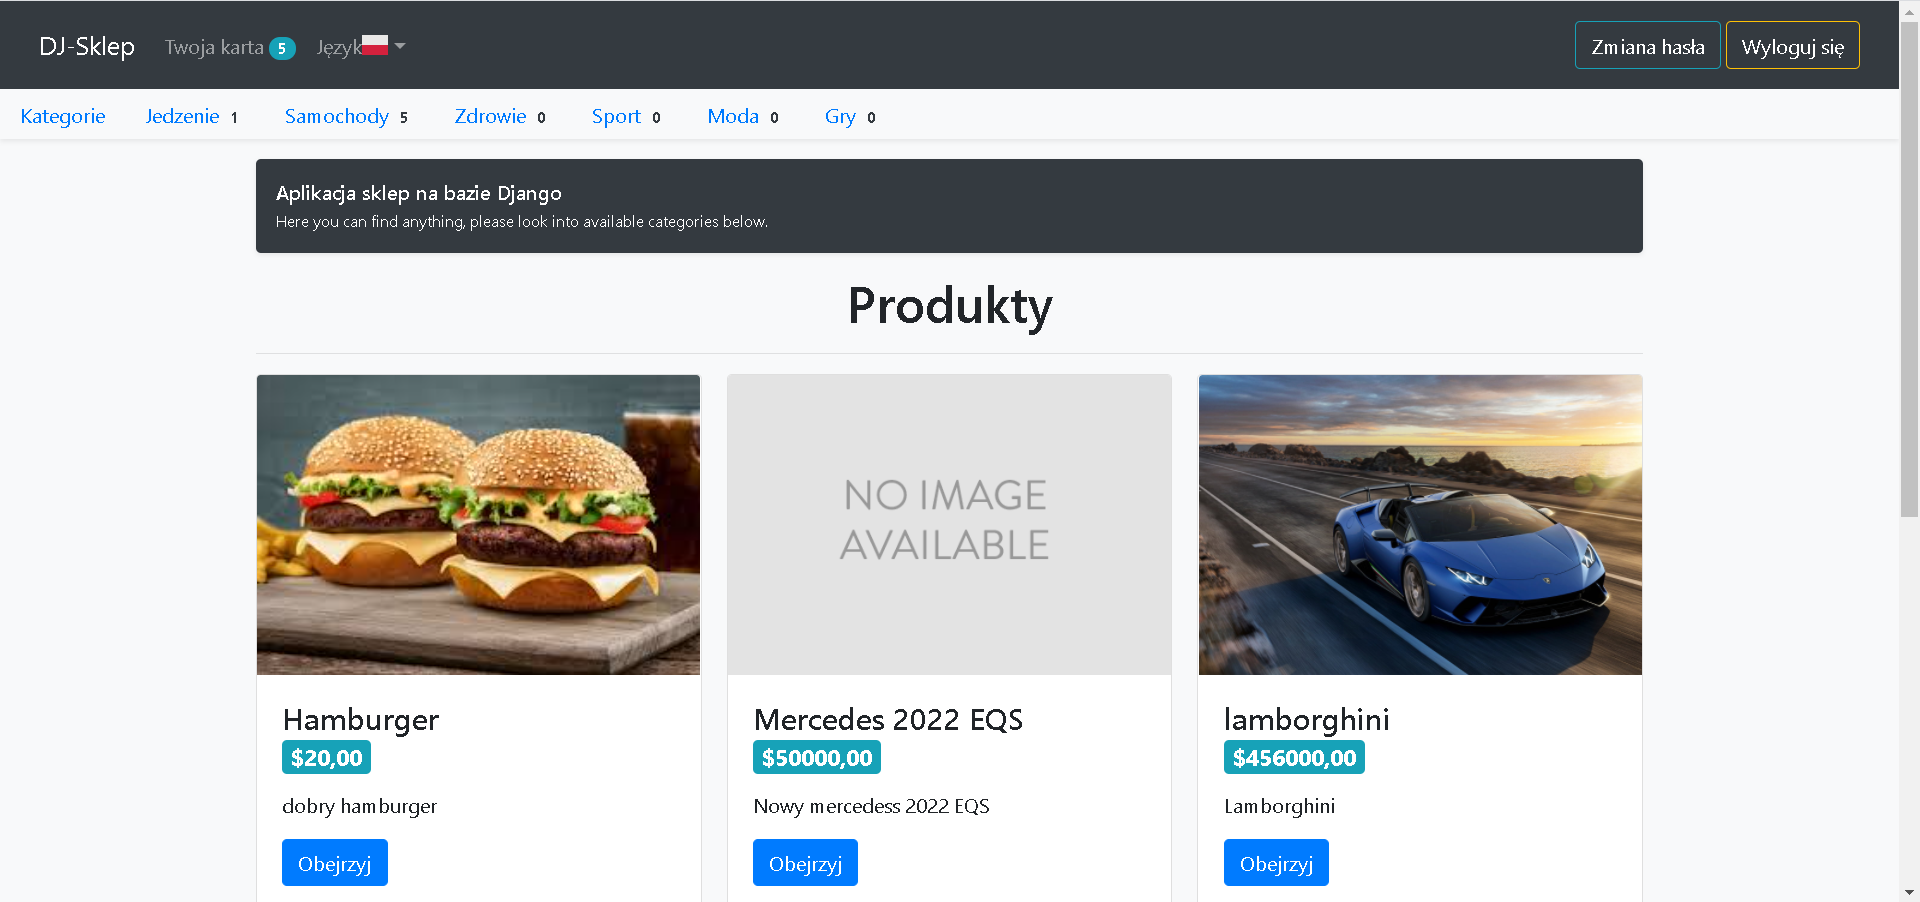 DJ-Sklep Twoja karta 5 Język Zmiana hasła Wyloguj się
Kategorie Jedzenie 1 Samochody 5 Zdrowie 0 Sport 0 Moda 0 Gry 0
Aplikacja sklep na bazie Django
Here you can find anything, please look into available categories below.
Produkty
NO IMAGE
AVAILABLE
Hamburger
$20,00
dobry hamburger
Obejrzyj
Mercedes 2022 EQS
$50000,00
Nowy mercedess 2022 EQS
Obejrzyj
lamborghini
$456000,00
Lamborghini
Obejrzyj